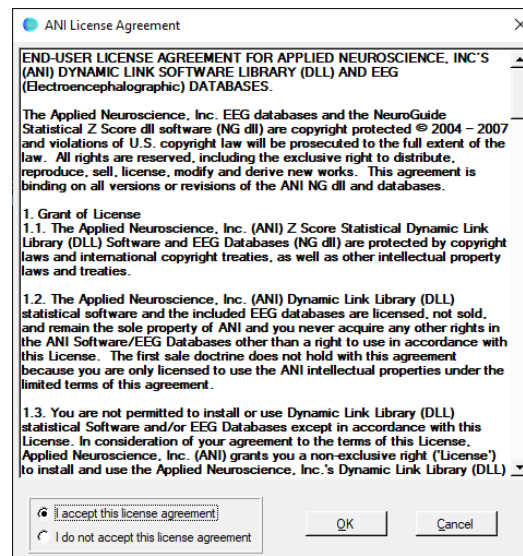 ANI License Agreement
END-USER LICENSE AGREEMENT FOR APPLIED NEUROSCIENCE, INC'S
(ANI) DYNAMIC LINK SOFTWARE LIBRARY (DLL) AND EEG
(Electroencephalographic) DATABASES.
The Applied Neuroscience, Inc. EEG databases and the NeuroGuide
Statistical Z Score dll software (NG dll) are copyright protected © 2004 – 2007
and violations of U.S. copyright law will be prosecuted to the full extent of the
law.  All rights are reserved, including the exclusive right to distribute,
reproduce, sell, license, modify and derive new works.  This agreement is
binding on all versions or revisions of the ANI NG dll and databases.
1. Grant of License
1.1. The Applied Neuroscience, Inc. (ANI) Z Score Statistical Dynamic Link
Library (DLL) Software and EEG Databases (NG dll) are protected by copyright
laws and international copyright treaties, as well as other intellectual property
laws and treaties.
1.2. The Applied Neuroscience, Inc. (ANI) Dynamic Link Library (DLL)
statistical software and the included EEG databases are licensed, not sold,
and remain the sole property of ANI and you never acquire any other rights in
the ANI Software/EEG Databases other than a right to use in accordance with
this License.  The first sale doctrine does not hold with this agreement
because you are only licensed to use the ANI intellectual properties under the
limited terms of this agreement.
1.3. You are not permitted to install or use Dynamic Link Library (DLL)
statistical Software and/or EEG Databases except in accordance with this
License. In consideration of your agreement to the terms of this License,
Applied Neuroscience, Inc. (ANI) grants you a non-exclusive right ('License')
to install and use the Applied Neuroscience, Inc.'s Dynamic Link Library (DLL)
I accept this license agreement
I do not accept this license agreement
OK
Cancel